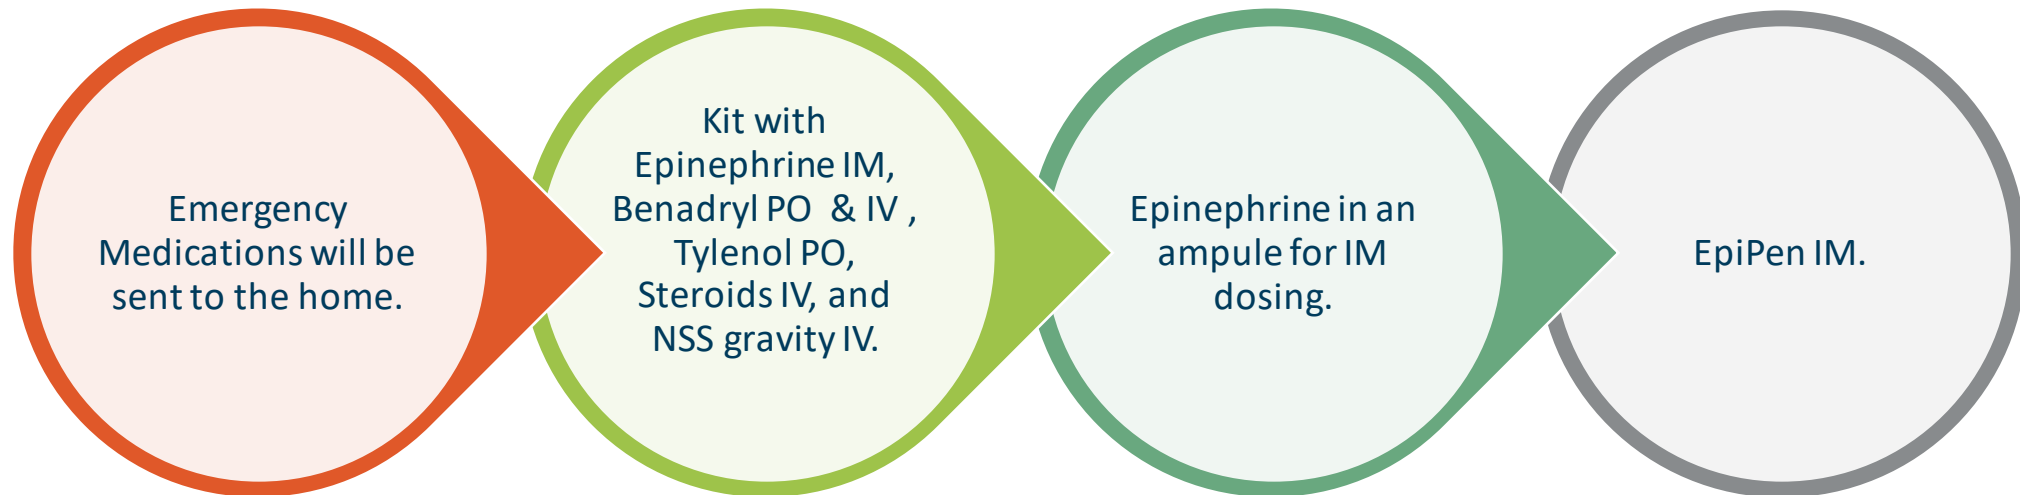 Emergency
Medications will be
sent to the home.
Kit with
Epinephrine IM,
Benadryl PO & IV ,
Tylenol PO,
Steroids IV, and
NSS gravity IV.
Epinephrine in an
ampule for IM
dosing.
EpiPen IM.